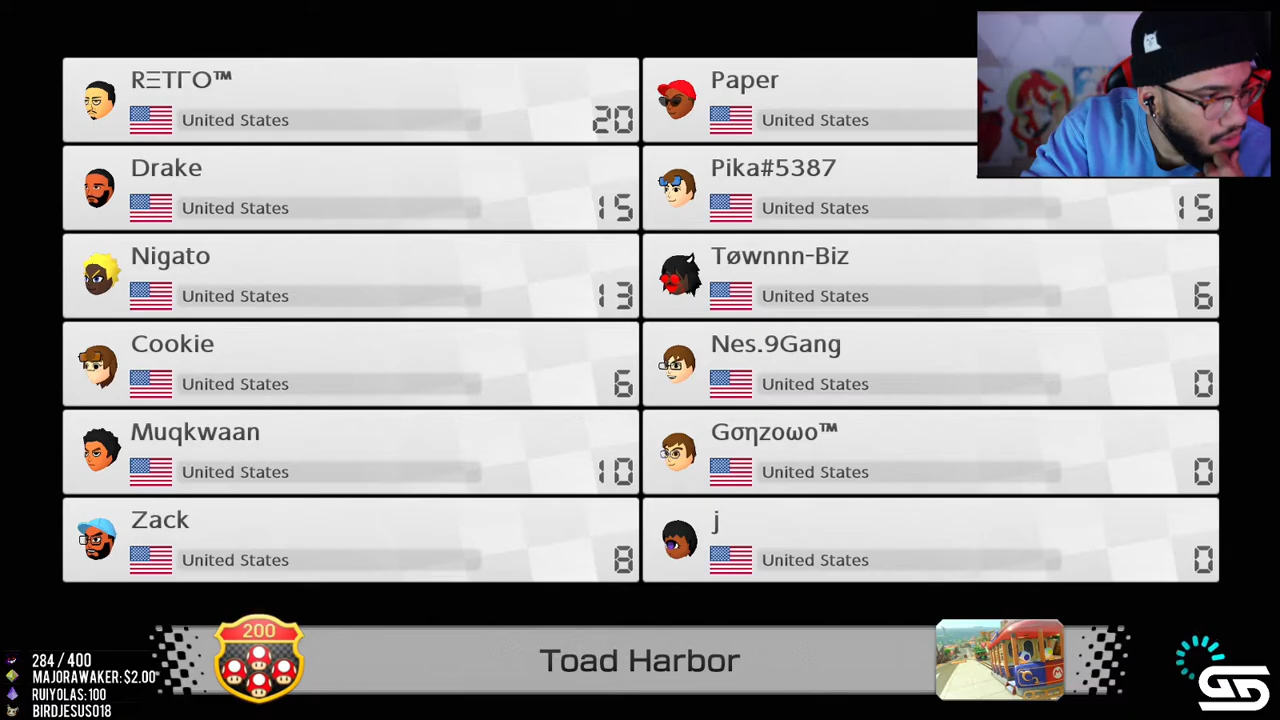 RΞTΓO™
United States
20
Paper
United States
Drake
United States
15
Pika#5387
United States
15
Nigato
United States
13
Tøwnnn-Biz
United States
6
Cookie
United States
6
Nes.9Gang
United States
0
Muqkwaan
United States
10
Gσηzσωσ™
United States
0
Zack
United States
8
j
United States
0
200
Toad Harbor
284 / 400
MAJORAWAKER: $2.00
RUIYOLAS: 100
BIRDJESUS018